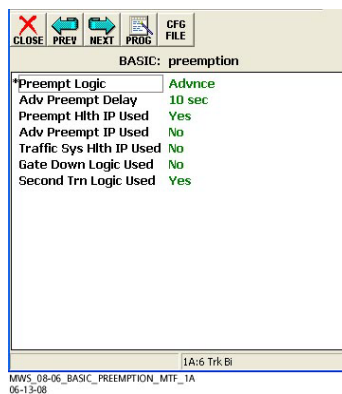 CLOSE PREV NEXT PROG CFG FILE
BASIC: preemption
*Preempt Logic Advnce
Adv Preempt Delay 10 sec
Preempt Hlth IP Used Yes
Adv Preempt IP Used No
Traffic Sys Hlth IP Used No
Gate Down Logic Used No
Second Trn Logic Used Yes
1A:6 Trk Bi
MWS_08-06_BASIC_PREEMPTION_MTF_1A
06-13-08